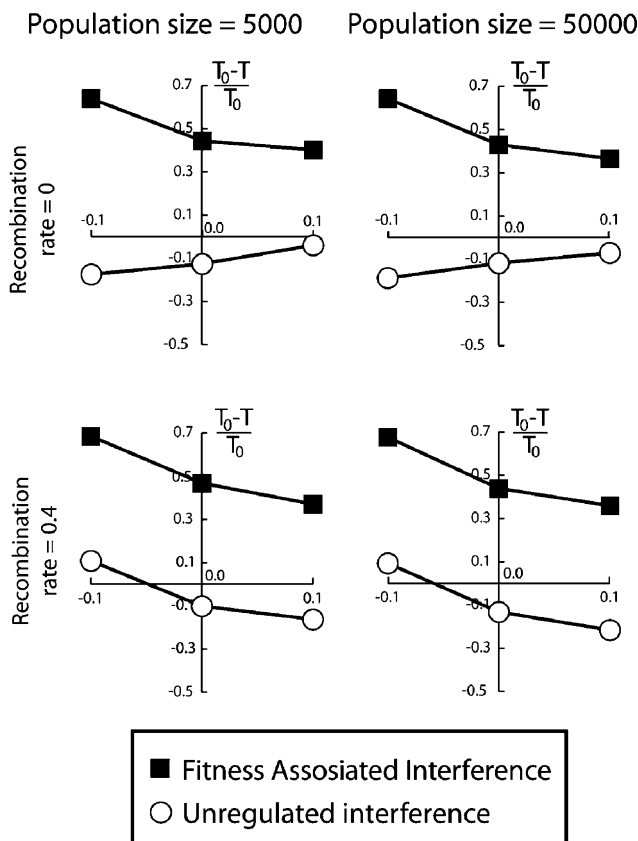 Population size = 5000
Population size = 50000
Recombination
rate = 0
0.7
T₀-T
T₀
0.5
0.3
0.1
-0.1
0.0
0.1
-0.1
-0.3
-0.5
0.7
T₀-T
T₀
0.5
0.3
0.1
-0.1
0.0
0.1
-0.1
-0.3
-0.5
Recombination
rate = 0.4
0.7
T₀-T
T₀
0.5
0.3
0.1
0.0
-0.1
0.1
-0.1
-0.3
-0.5
0.7
T₀-T
T₀
0.5
0.3
0.1
0.0
-0.1
0.1
-0.1
-0.3
-0.5
Fitness Assosiated Interference
Unregulated interference